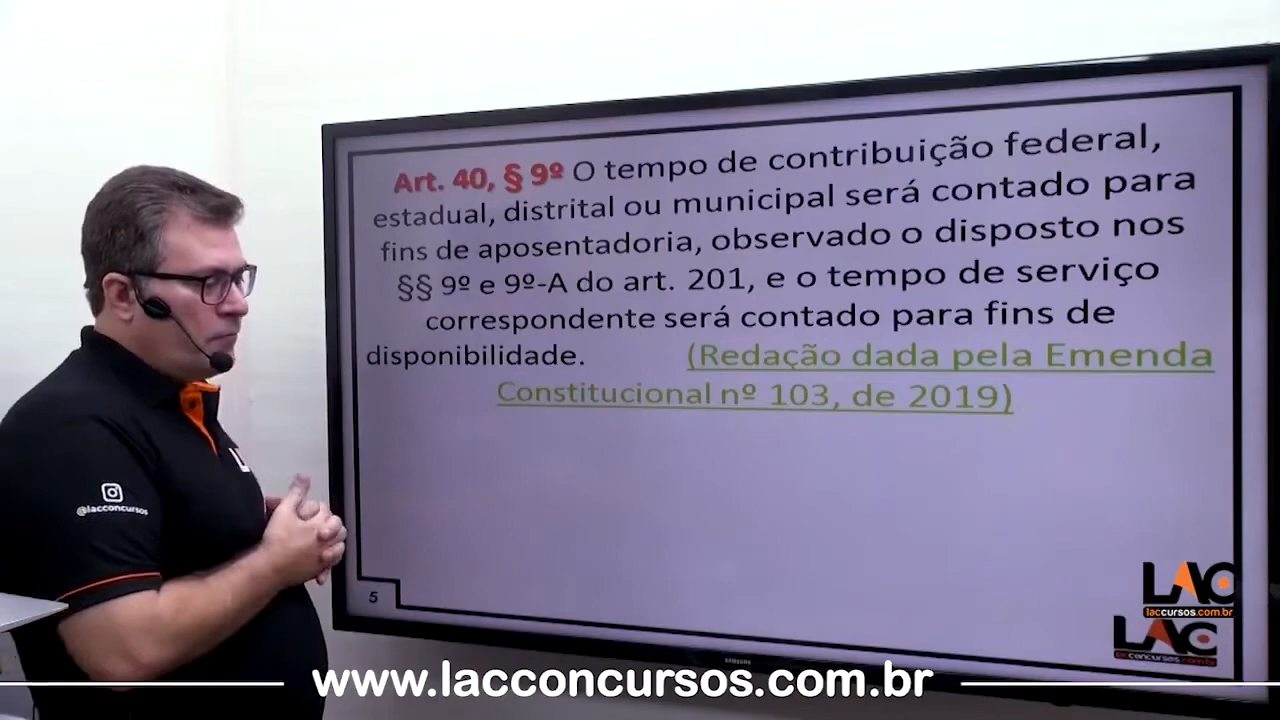 Art. 40, § 9º O tempo de contribuição federal,
estadual, distrital ou municipal será contado para
fins de aposentadoria, observado o disposto nos
§§ 9º e 9º-A do art. 201, e o tempo de serviço
correspondente será contado para fins de
disponibilidade. (Redação dada pela Emenda
Constitucional nº 103, de 2019)
@lacconcursos
5
LAC
laccursos.com.br
LAC
SAMSUNG
www.lacconcursos.com.br